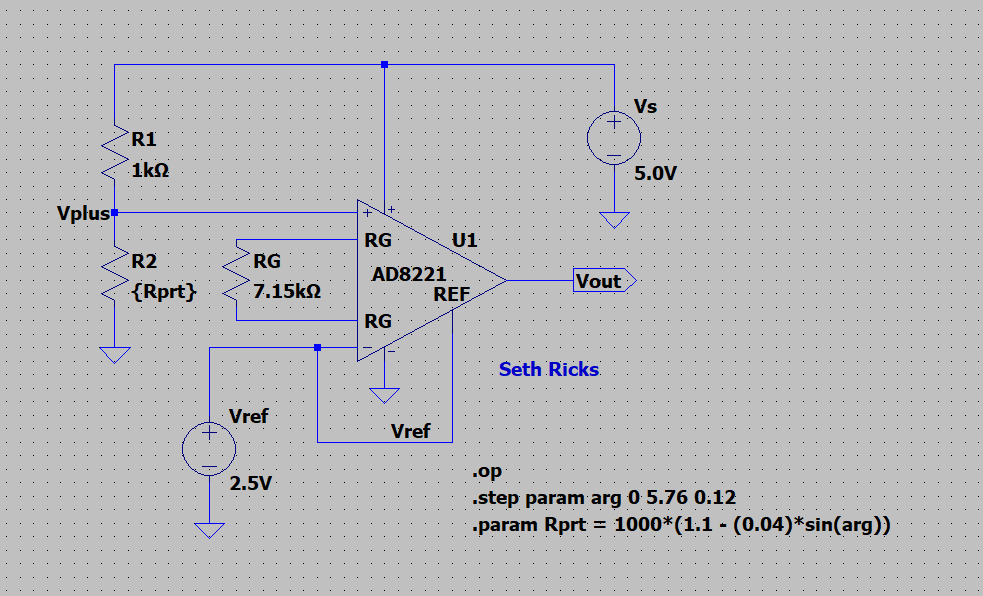 Vs
R1
1kΩ
5.0V
Vplus
+ +
RG
U1
R2
RG
AD8221
Vout
{Rprt}
7.15kΩ
REF
RG
Seth Ricks
Vref
Vref
2.5V
.op
.step param arg 0 5.76 0.12
.param Rprt = 1000*(1.1 - (0.04)*sin(arg))